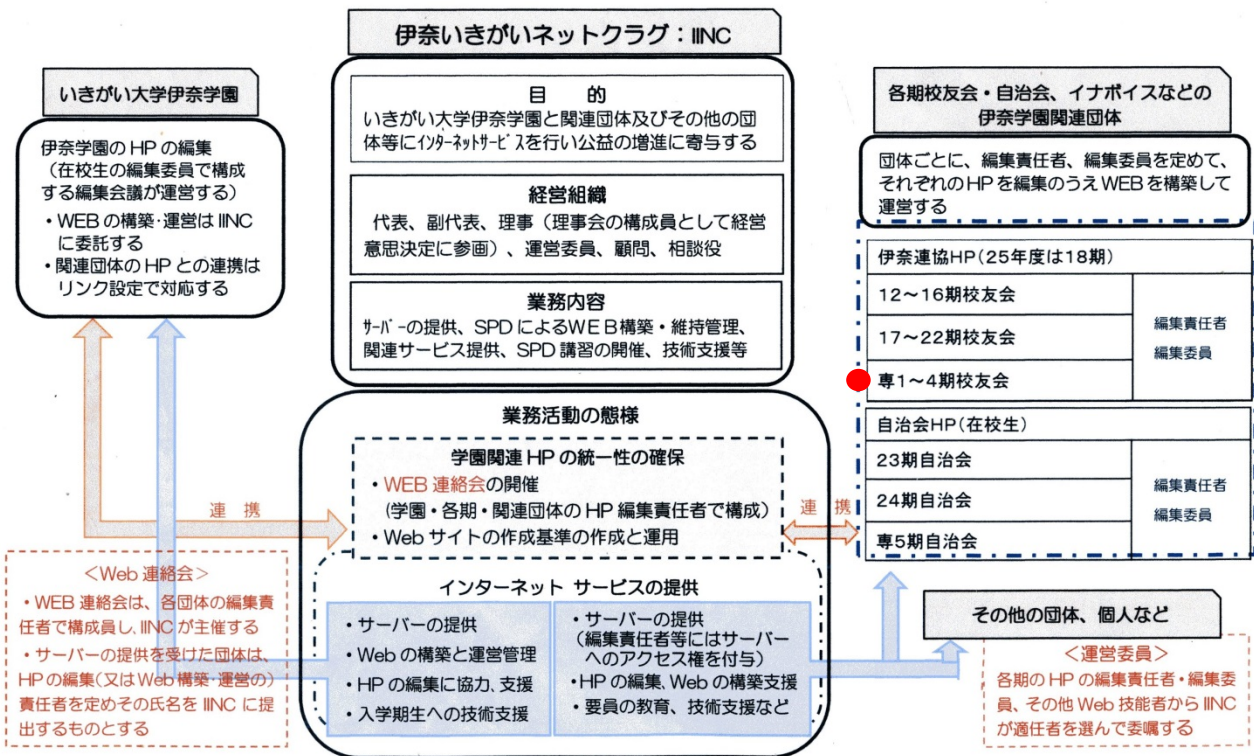 伊奈いきがいネットクラグ：IINC
目　的
いきがい大学伊奈学園と関連団体及びその他の団
体等にインターネットサービスを行い公益の増進に寄与する
経営組織
代表、副代表、理事（理事会の構成員として経営
意思決定に参画）、運営委員、顧問、相談役
業務内容
サーバーの提供、SPDによるWEB構築・維持管理、
関連サービス提供、SPD講習の開催、技術支援等
いきがい大学伊奈学園
伊奈学園のHPの編集
（在校生の編集委員で構成
する編集会議が運営する）
・WEBの構築・運営はIINC
に委託する
・関連団体のHPとの連携は
リンク設定で対応する
各期校友会・自治会、イナボイスなどの
伊奈学園関連団体
団体ごとに、編集責任者、編集委員を定めて、
それぞれのHPを編集のうえWEBを構築して
運営する
伊奈連協HP(25年度は18期)
12～16期校友会
17～22期校友会
専1～4期校友会
編集責任者
編集委員
自治会HP(在校生)
23期自治会
24期自治会
専5期自治会
編集責任者
編集委員
業務活動の態様
学園関連HPの統一性の確保
・WEB連絡会の開催
(学園・各期・関連団体のHP編集責任者で構成)
・Webサイトの作成基準の作成と運用
連　携
連　携
インターネット サービスの提供
・サーバーの提供
・Webの構築と運営管理
・HPの編集に協力、支援
・入学期生への技術支援
・サーバーの提供
（編集責任者等にはサーバー
へのアクセス権を付与）
・HPの編集、Webの構築支援
・要員の教育、技術支援など
＜Web連絡会＞
・WEB連絡会は、各団体の編集責
任者で構成員し、IINCが主催する
・サーバーの提供を受けた団体は、
HPの編集(又はWeb構築・運営の)
責任者を定めその氏名をIINCに提
出するものとする
その他の団体、個人など
＜運営委員＞
各期のHPの編集責任者・編集委
員、その他Web技能者からIINC
が適任者を選んで委嘱する